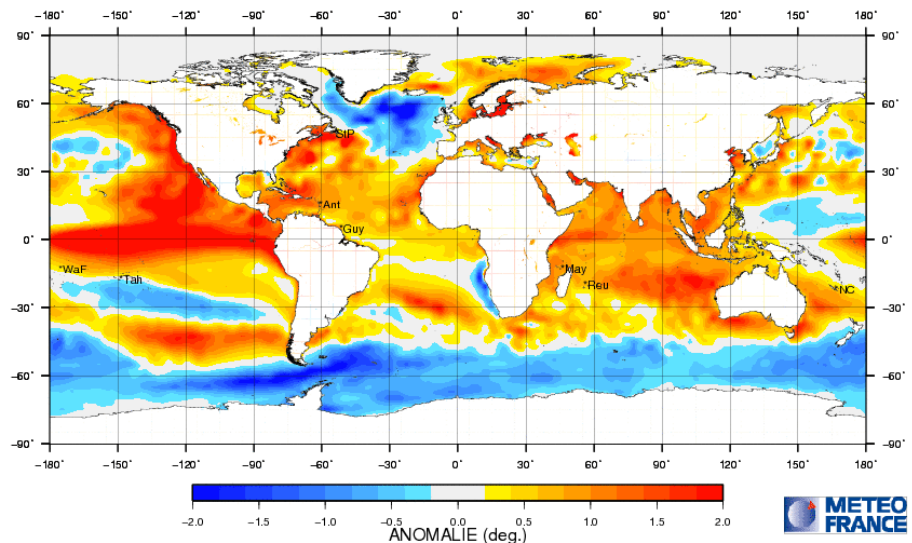 −180° −150° −120° −90° −60° −30° 0° 30° 60° 90° 120° 150° 180°
90° 90°
60° 60°
StP
30° 30°
Ant
Guy
0° 0°
WaF May
Tah Reu NC
−30° −30°
−60° −60°
−90° −90°
−180° −150° −120° −90° −60° −30° 0° 30° 60° 90° 120° 150° 180°
−2.0 −1.5 −1.0 −0.5 0.0 0.5 1.0 1.5 2.0
ANOMALIE (deg.)
METEO
FRANCE